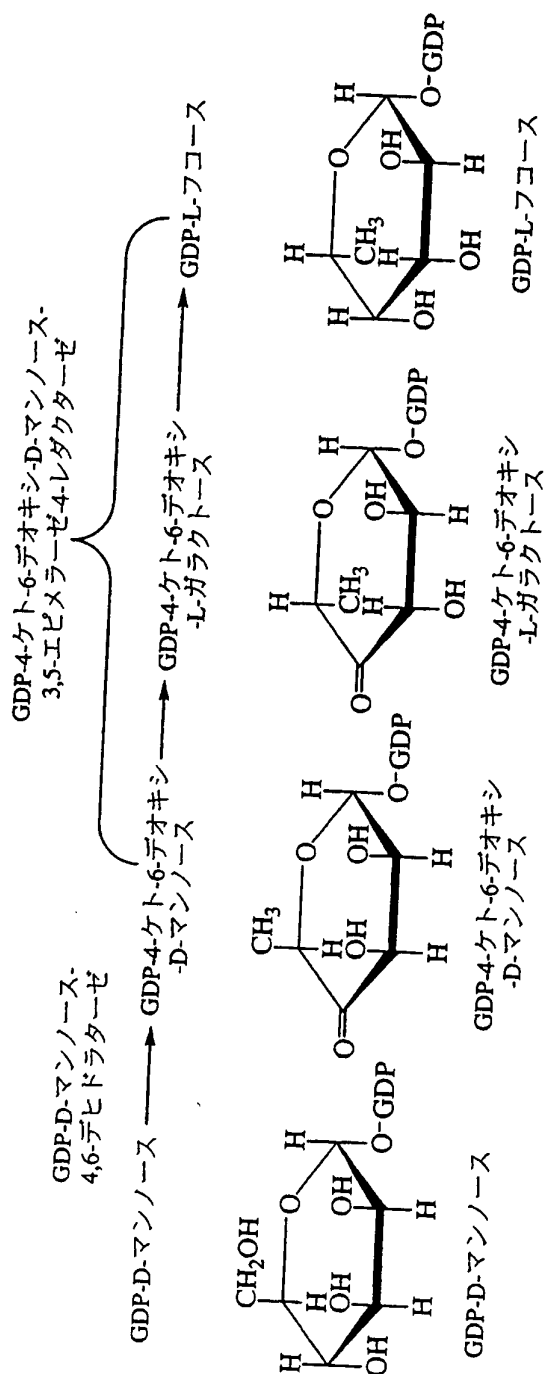 GDP-D-マンノース-
4,6-デヒドラターゼ
GDP-4-ケト-6-デオキシ-D-マンノース-
3,5-エピメラーゼ-4-レダクターゼ
GDP-D-マンノース
GDP-4-ケト-6-デオキシ
-D-マンノース
GDP-4-ケト-6-デオキシ
-L-ガラクトース
GDP-L-フコース
CH₂OH
H
O
H
H
OH
OH
OH
H
H
O-GDP
GDP-D-マンノース
CH₃
O
H
H
OH
OH
O
H
H
O-GDP
GDP-4-ケト-6-デオキシ
-D-マンノース
H
O
H
CH₃
H
OH
O
OH
H
O-GDP
GDP-4-ケト-6-デオキシ
-L-ガラクトース
H
O
H
H
CH₃
H
OH
OH
OH
H
O-GDP
GDP-L-フコース